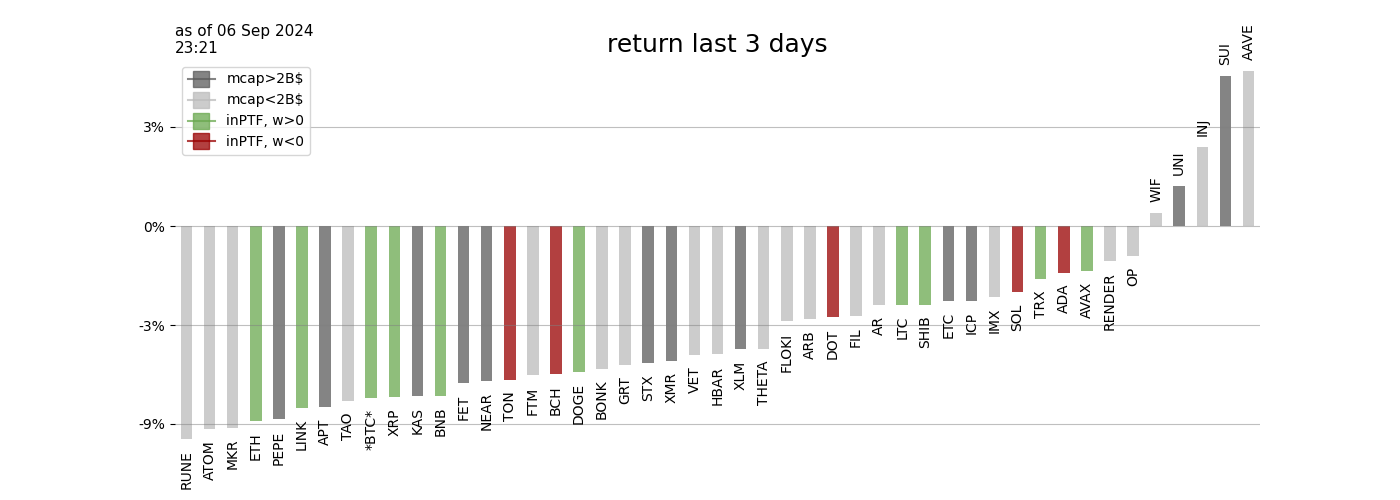 as of 06 Sep 2024
23:21
return last 3 days
mcap>2B$
mcap<2B$
inPTF, w>0
inPTF, w<0
3%
0%
-3%
-9%
RUNE
ATOM
MKR
ETH
PEPE
LINK
APT
TAO
*BTC*
XRP
KAS
BNB
FET
NEAR
TON
FTM
BCH
DOGE
BONK
GRT
STX
XMR
VET
HBAR
XLM
THETA
FLOKI
ARB
DOT
FIL
AR
LTC
SHIB
ETC
ICP
IMX
SOL
TRX
ADA
AVAX
RENDER
OP
WIF
UNI
INJ
SUI
AAVE